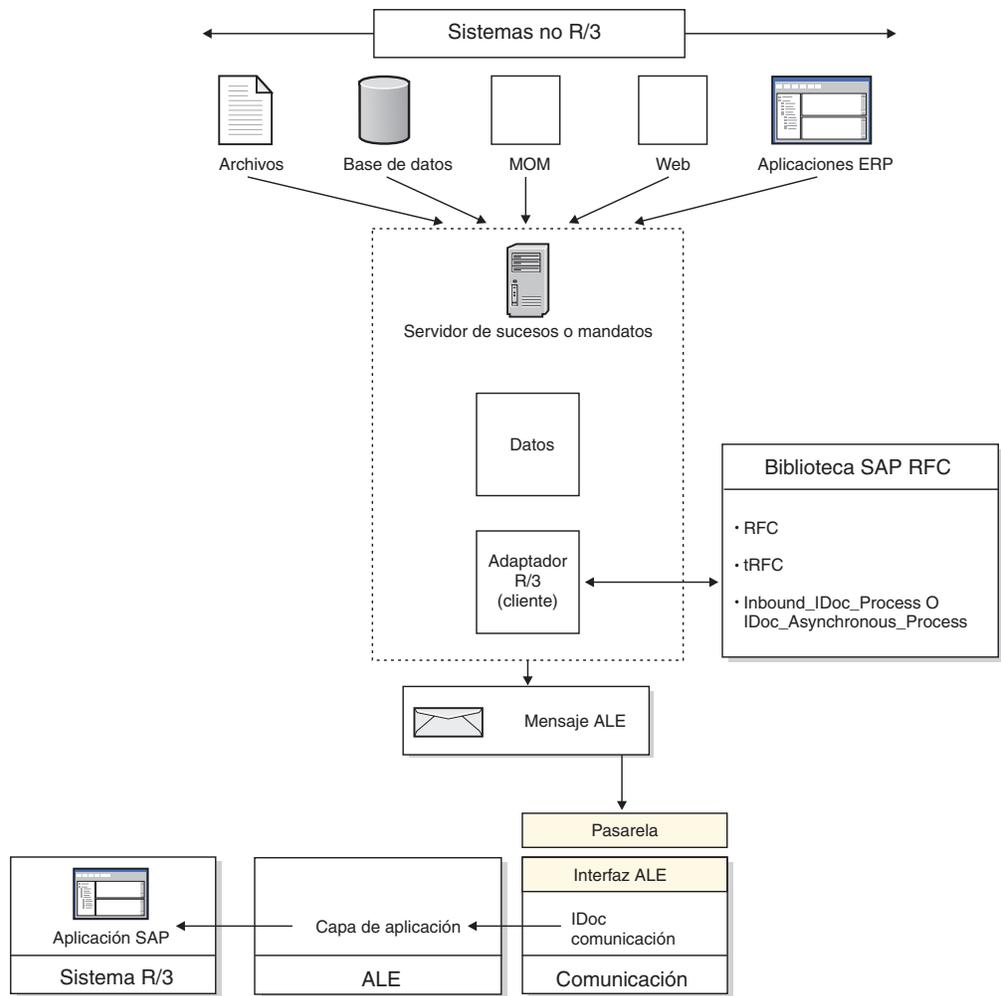 Sistemas no R/3
Archivos
Base de datos
MOM
Web
Aplicaciones ERP
Servidor de sucesos o mandatos
Datos
Adaptador
R/3
(cliente)
Biblioteca SAP RFC
• RFC
• tRFC
• Inbound_IDoc_Process O
IDoc_Asynchronous_Process
Mensaje ALE
Pasarela
Interfaz ALE
IDoc
comunicación
Comunicación
Capa de aplicación
ALE
Aplicación SAP
Sistema R/3